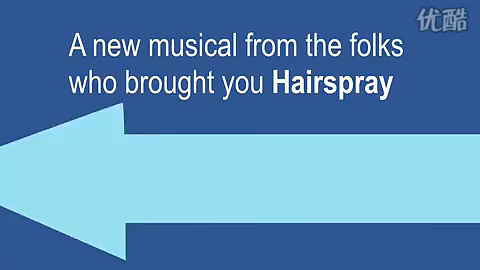 优酷
A new musical from the folks
who brought you Hairspray